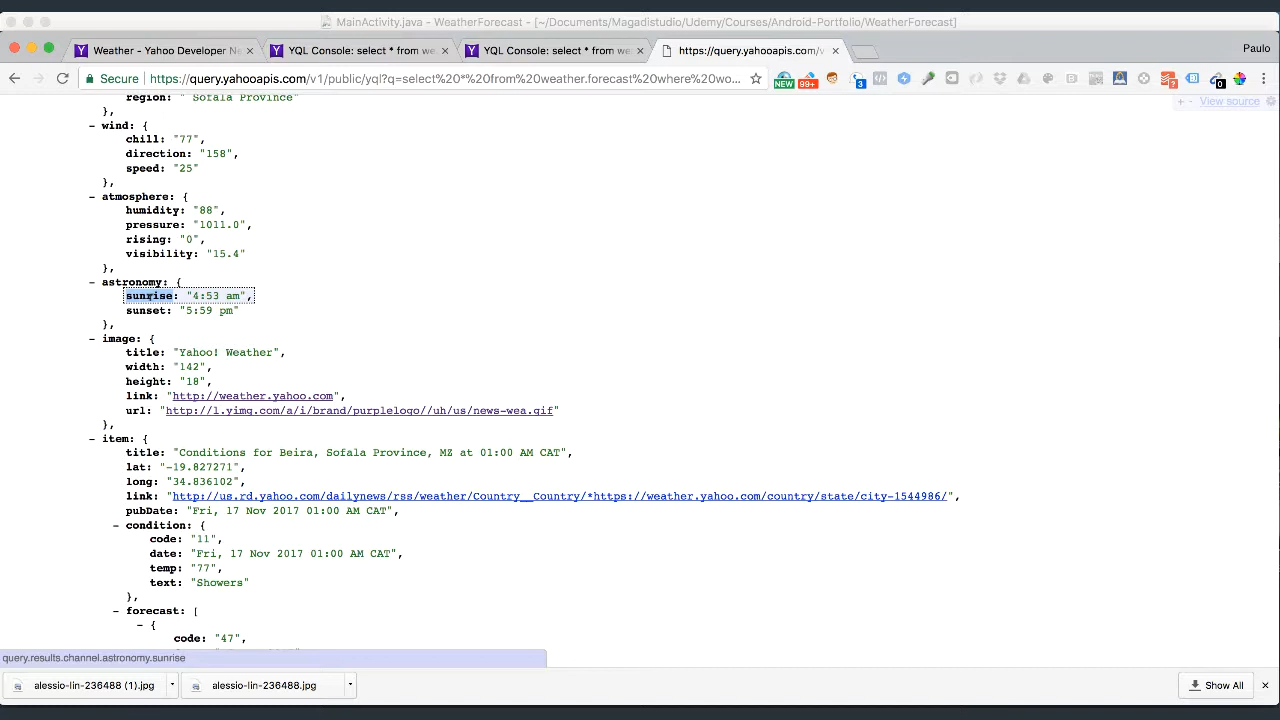 MainActivity.java - WeatherForecast - [~/Documents/Magadistudio/Udemy/Courses/Android-Portfolio/WeatherForecast]
Weather - Yahoo Developer Ne
YQL Console: select * from we
YQL Console: select * from we
https://query.yahooapis.com/v
Paulo
Secure
https://query.yahooapis.com/v1/public/yql?q=select%20*%20from%20weather.forecast%20where%20wo...
NEW
99+
3
?
0
region: " Sofala Province"
+ - View source
},
- wind: {
chill: "77",
direction: "158",
speed: "25"
},
- atmosphere: {
humidity: "88",
pressure: "1011.0",
rising: "0",
visibility: "15.4"
},
- astronomy: {
sunrise: "4:53 am",
sunset: "5:59 pm"
},
- image: {
title: "Yahoo! Weather",
width: "142",
height: "18",
link: "http://weather.yahoo.com",
url: "http://l.yimg.com/a/i/brand/purplelogo//uh/us/news-wea.gif"
},
- item: {
title: "Conditions for Beira, Sofala Province, MZ at 01:00 AM CAT",
lat: "-19.827271",
long: "34.836102",
link: "http://us.rd.yahoo.com/dailynews/rss/weather/Country__Country/*https://weather.yahoo.com/country/state/city-1544986/",
pubDate: "Fri, 17 Nov 2017 01:00 AM CAT",
- condition: {
code: "11",
date: "Fri, 17 Nov 2017 01:00 AM CAT",
temp: "77",
text: "Showers"
},
- forecast: [
- {
code: "47",
query.results.channel.astronomy.sunrise
alessio-lin-236488 (1).jpg
alessio-lin-236488.jpg
Show All